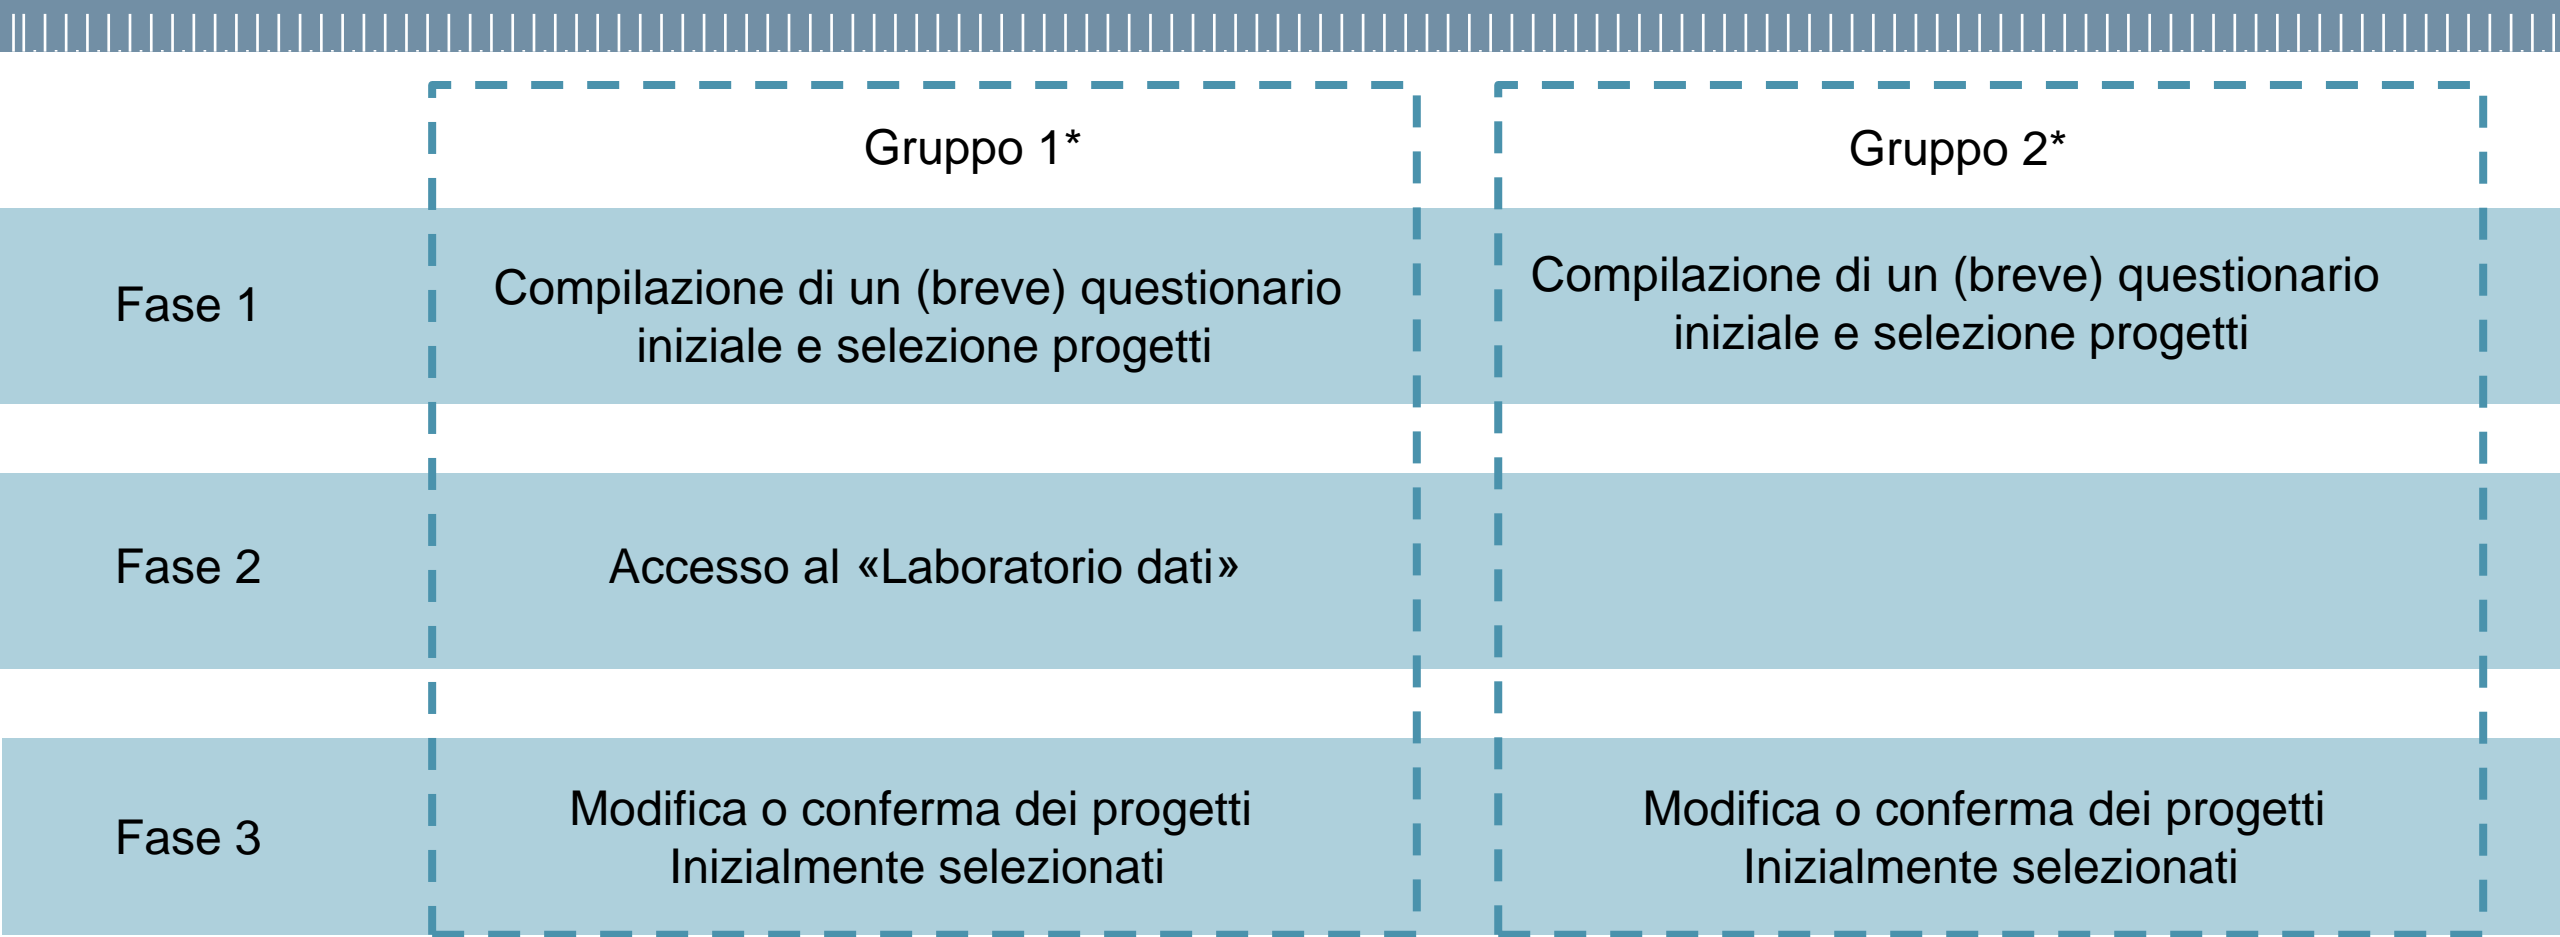 Gruppo 1*
Gruppo 2*
Fase 1
Compilazione di un (breve) questionario
iniziale e selezione progetti
Compilazione di un (breve) questionario
iniziale e selezione progetti
Fase 2
Accesso al «Laboratorio dati»
Fase 3
Modifica o conferma dei progetti
Inizialmente selezionati
Modifica o conferma dei progetti
Inizialmente selezionati